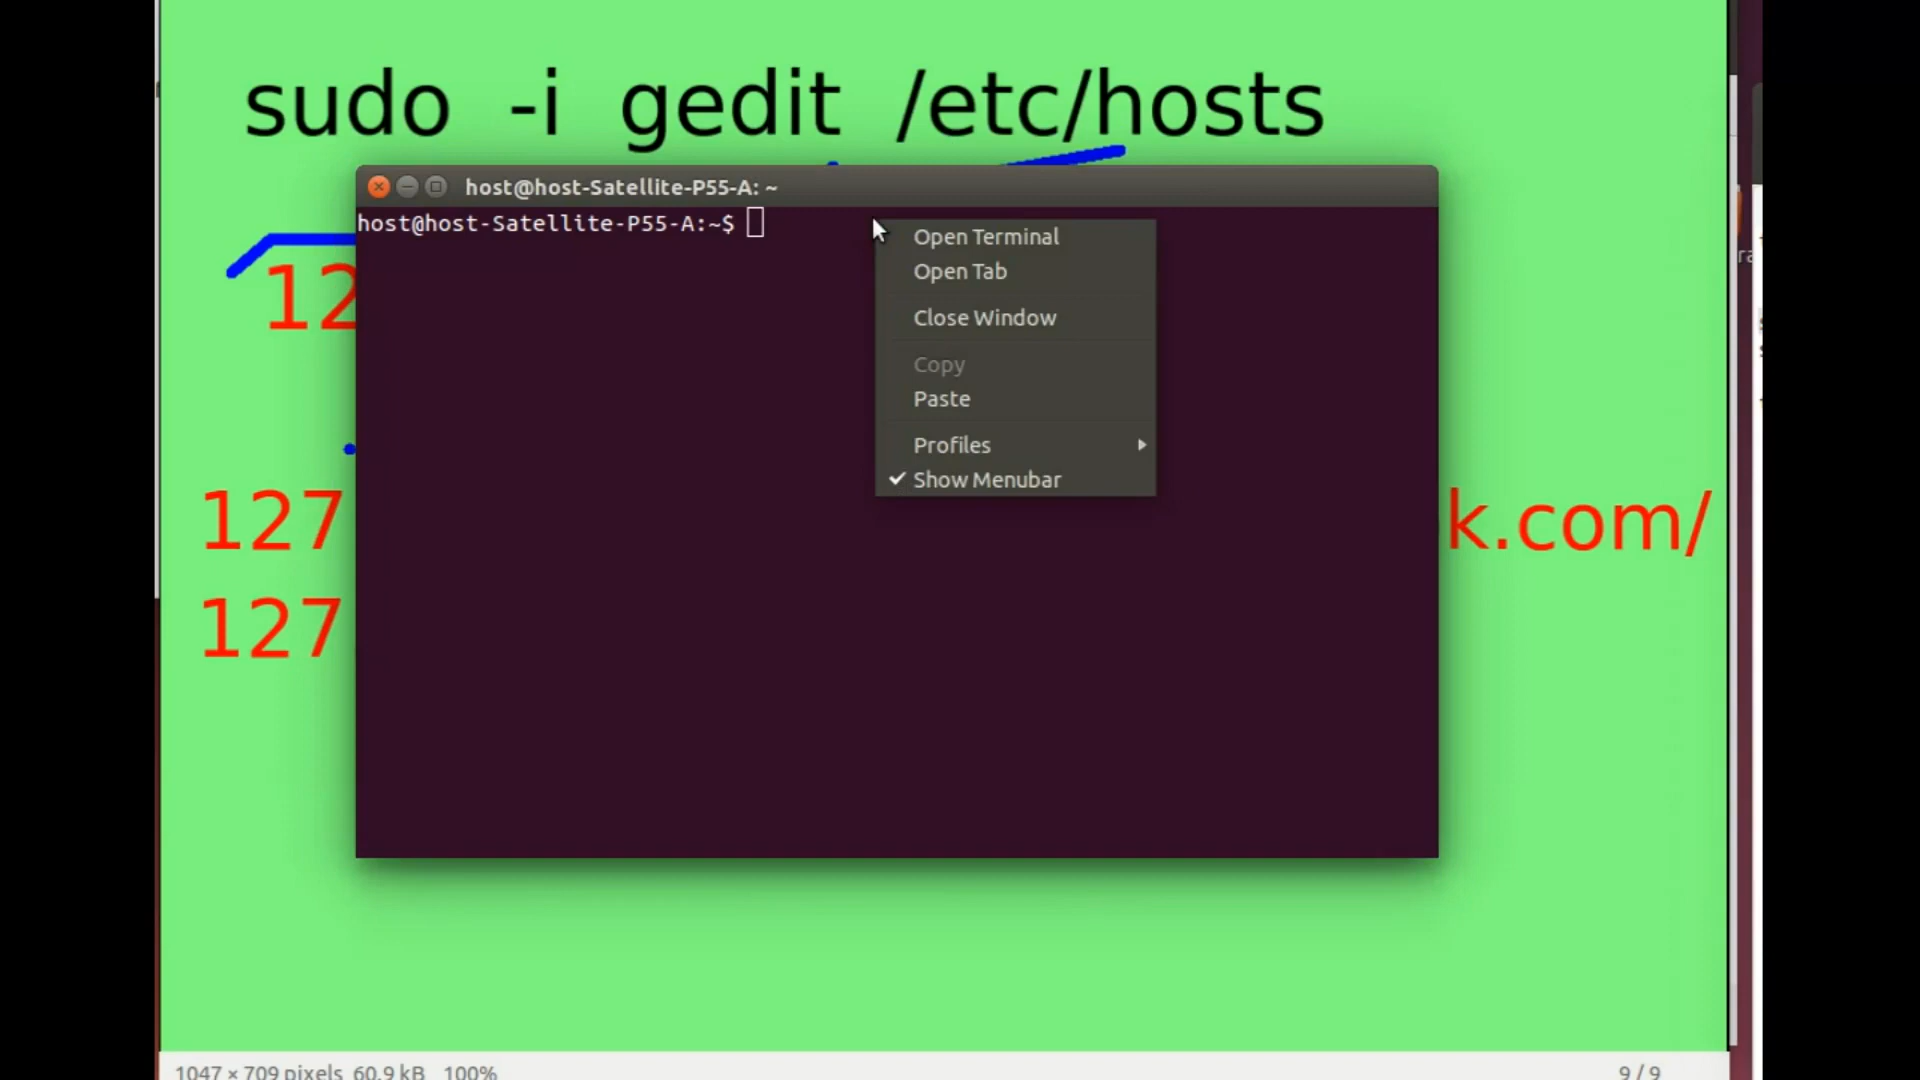 sudo -i gedit /etc/hosts
host@host-Satellite-P55-A: ~
host@host-Satellite-P55-A:~$
Open Terminal
Open Tab
Close Window
Copy
Paste
Profiles
Show Menubar
12
127 k.com/
127
1047 × 709 pixels 60.9 kB 100%
9 / 9